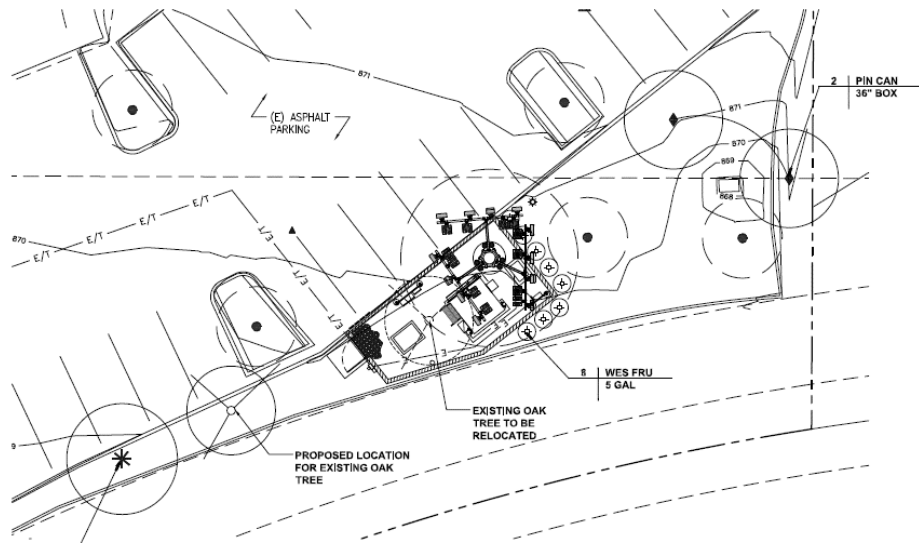 871
(E) ASPHALT
PARKING
2 PIN CAN
36" BOX
871
870
869
868
E/T
E/T
E/T
E/T
E/T
E/T
E/T
870
E
8 WES FRU
5 GAL
EXISTING OAK
TREE TO BE
RELOCATED
PROPOSED LOCATION
FOR EXISTING OAK
TREE
9